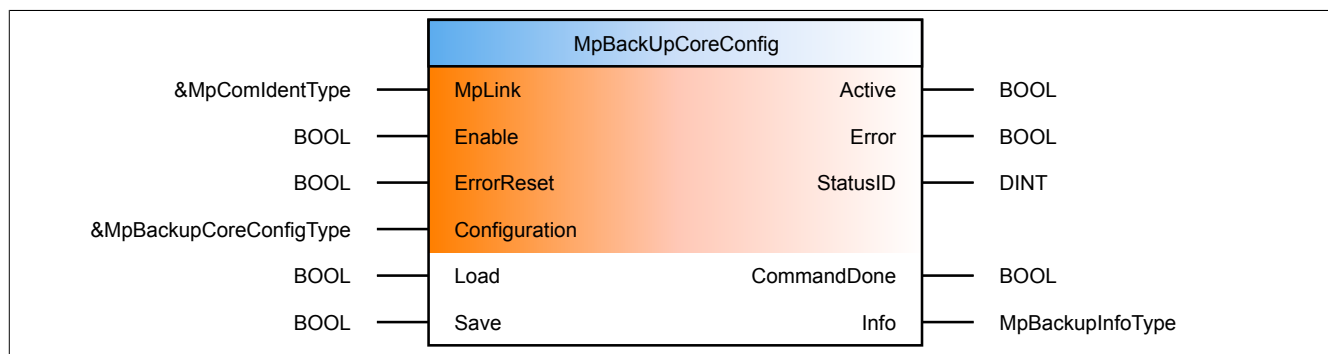 MpBackUpCoreConfig
&MpComIdentType MpLink Active BOOL
BOOL Enable Error BOOL
BOOL ErrorReset StatusID DINT
&MpBackupCoreConfigType Configuration
BOOL Load CommandDone BOOL
BOOL Save Info MpBackupInfoType